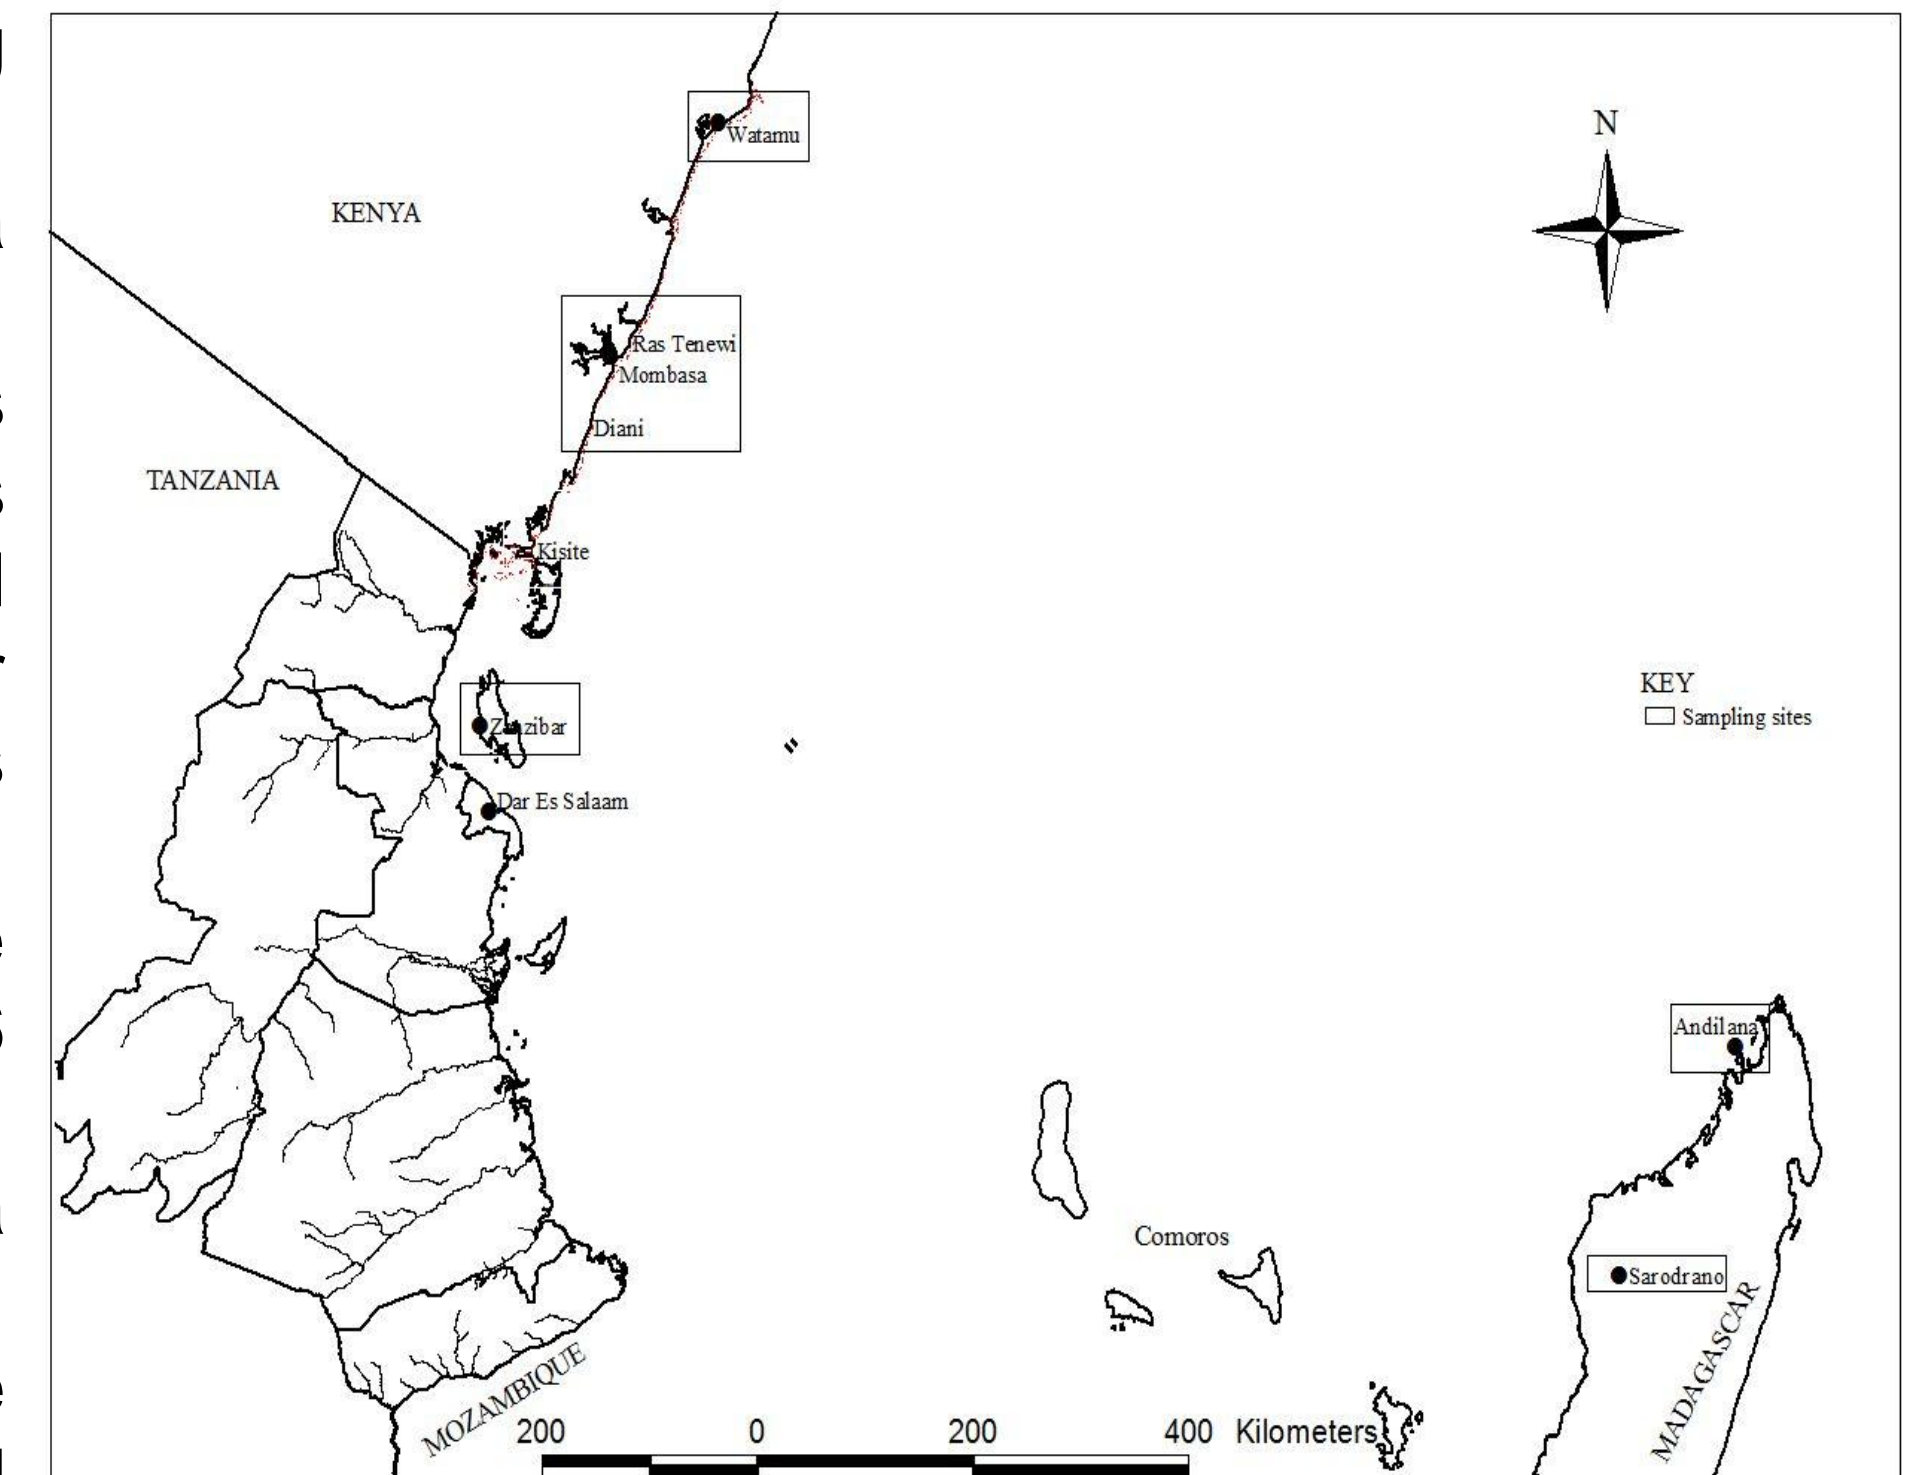 N
Watamu
KENYA
Ras Tenewi
Mombasa
Diani
TANZANIA
Kisite
KEY
Sampling sites
Zanzibar
Dar Es Salaam
Andilana
Comoros
Sarodrano
MADAGASCAR
MOZAMBIQUE
200 0 200 400 Kilometers